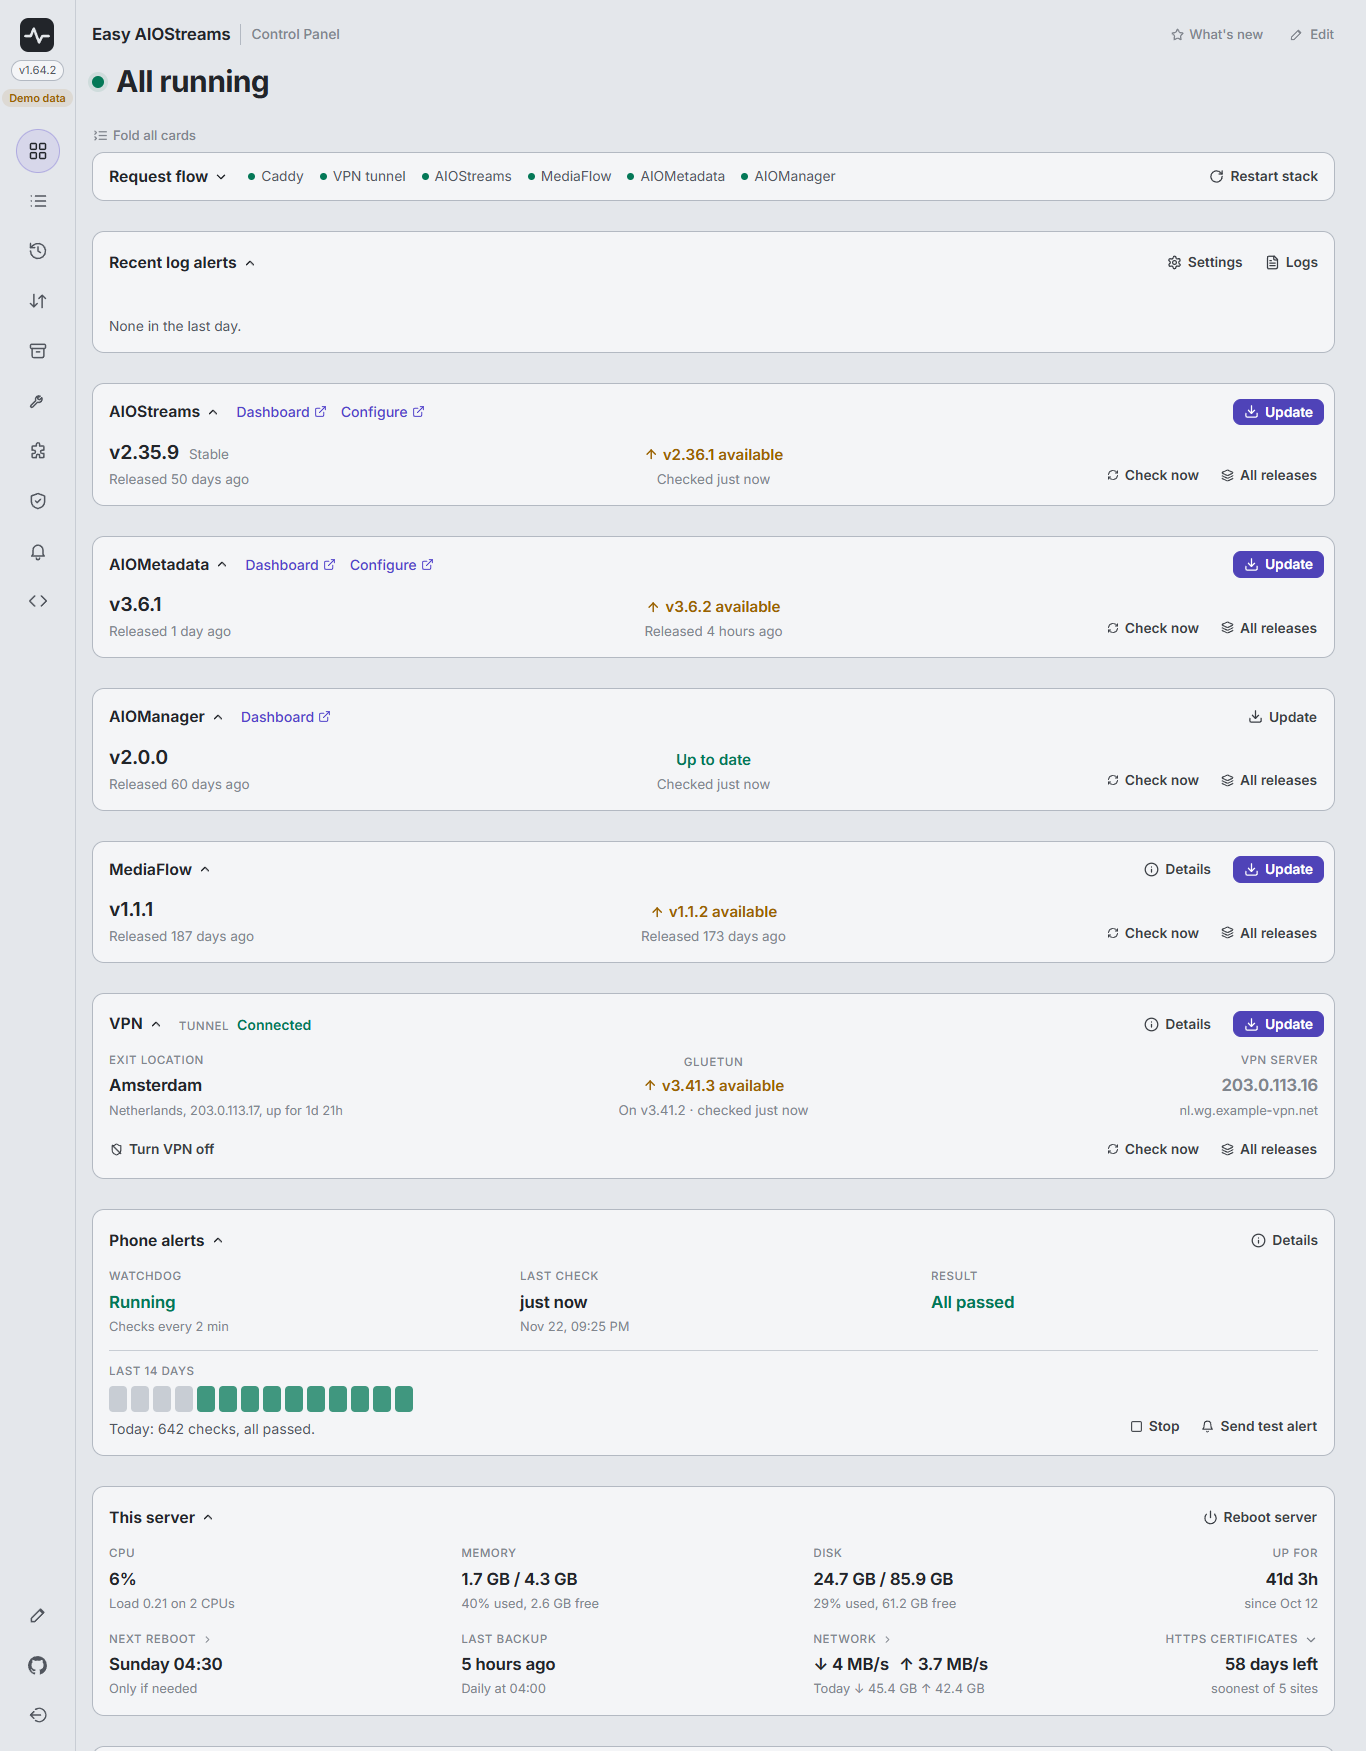 Easy AIOStreams Control Panel What's new Edit
v1.64.2
Demo data
All running
Fold all cards
Request flow Caddy VPN tunnel AIOStreams MediaFlow AIOMetadata AIOManager Restart stack
Recent log alerts Settings Logs
None in the last day.
AIOStreams Dashboard Configure Update
v2.35.9 Stable ↑ v2.36.1 available
Released 50 days ago Checked just now Check now All releases
AIOMetadata Dashboard Configure Update
v3.6.1 ↑ v3.6.2 available
Released 1 day ago Released 4 hours ago Check now All releases
AIOManager Dashboard Update
v2.0.0 Up to date
Released 60 days ago Checked just now Check now All releases
MediaFlow Details Update
v1.1.1 ↑ v1.1.2 available
Released 187 days ago Released 173 days ago Check now All releases
VPN TUNNEL Connected Details Update
EXIT LOCATION GLUETUN VPN SERVER
Amsterdam ↑ v3.41.3 available 203.0.113.16
Netherlands, 203.0.113.17, up for 1d 21h On v3.41.2 · checked just now nl.wg.example-vpn.net
Turn VPN off Check now All releases
Phone alerts Details
WATCHDOG LAST CHECK RESULT
Running just now All passed
Checks every 2 min Nov 22, 09:25 PM
LAST 14 DAYS
Today: 642 checks, all passed. Stop Send test alert
This server Reboot server
CPU MEMORY DISK UP FOR
6% 1.7 GB / 4.3 GB 24.7 GB / 85.9 GB 41d 3h
Load 0.21 on 2 CPUs 40% used, 2.6 GB free 29% used, 61.2 GB free since Oct 12
NEXT REBOOT LAST BACKUP NETWORK HTTPS CERTIFICATES
Sunday 04:30 5 hours ago ↓ 4 MB/s ↑ 3.7 MB/s 58 days left
Only if needed Daily at 04:00 Today ↓ 45.4 GB ↑ 42.4 GB soonest of 5 sites